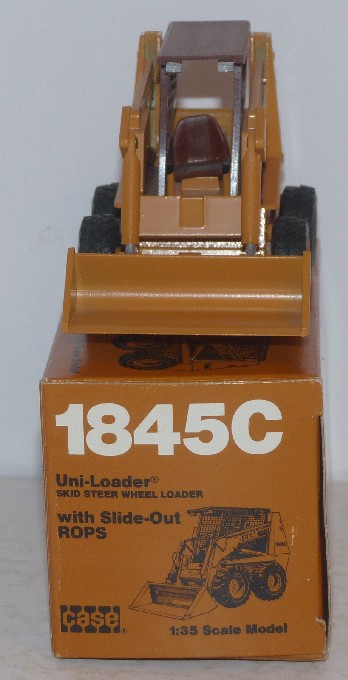 1845C
Uni-Loader®
SKID STEER WHEEL LOADER
with Slide-Out
ROPS
case®
1:35 Scale Model